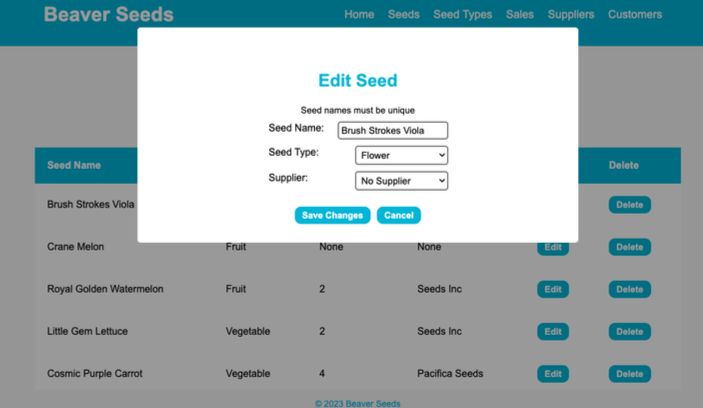 Beaver Seeds
Home Seeds Seed Types Sales Suppliers Customers
Edit Seed
Seed names must be unique
Seed Name: Brush Strokes Viola
Seed Type: Flower
Supplier: No Supplier
Save Changes Cancel
Seed Name Delete
Brush Strokes Viola Delete
Crane Melon Fruit None None Edit Delete
Royal Golden Watermelon Fruit 2 Seeds Inc Edit Delete
Little Gem Lettuce Vegetable 2 Seeds Inc Edit Delete
Cosmic Purple Carrot Vegetable 4 Pacifica Seeds Edit Delete
© 2023 Beaver Seeds